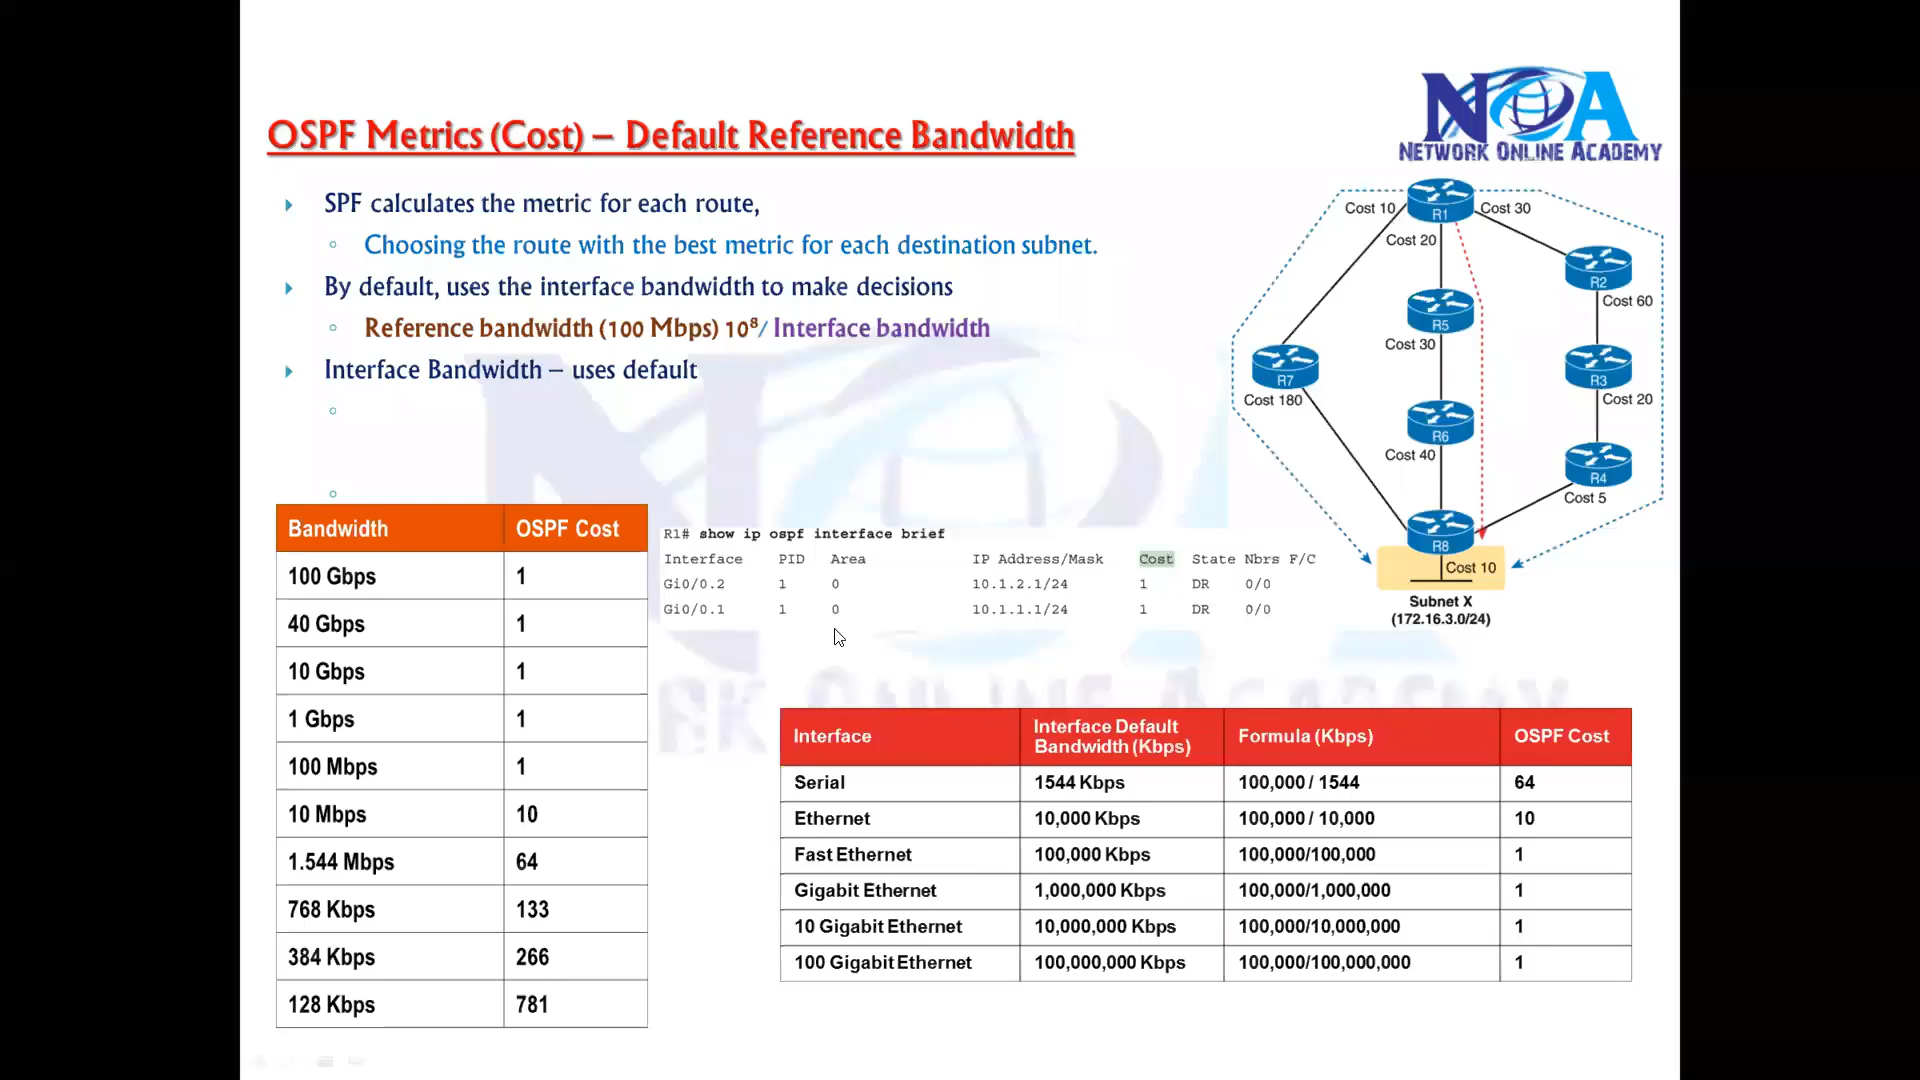 NOA
NETWORK ONLINE ACADEMY
OSPF Metrics (Cost) – Default Reference Bandwidth
SPF calculates the metric for each route,
Choosing the route with the best metric for each destination subnet.
By default, uses the interface bandwidth to make decisions
Reference bandwidth (100 Mbps) 10⁸/ Interface bandwidth
Interface Bandwidth – uses default
Bandwidth OSPF Cost
100 Gbps 1
40 Gbps 1
10 Gbps 1
1 Gbps 1
100 Mbps 1
10 Mbps 10
1.544 Mbps 64
768 Kbps 133
384 Kbps 266
128 Kbps 781
R1# show ip ospf interface brief
Interface PID Area IP Address/Mask Cost State Nbrs F/C
Gi0/0.2 1 0 10.1.2.1/24 1 DR 0/0
Gi0/0.1 1 0 10.1.1.1/24 1 DR 0/0
Cost 10 R1 Cost 30
Cost 20
R2
Cost 60
R5
Cost 30
R7
Cost 180
R3
Cost 20
R6
Cost 40
R4
Cost 5
R8
Cost 10
Subnet X
(172.16.3.0/24)
Interface Interface Default Bandwidth (Kbps) Formula (Kbps) OSPF Cost
Serial 1544 Kbps 100,000 / 1544 64
Ethernet 10,000 Kbps 100,000 / 10,000 10
Fast Ethernet 100,000 Kbps 100,000/100,000 1
Gigabit Ethernet 1,000,000 Kbps 100,000/1,000,000 1
10 Gigabit Ethernet 10,000,000 Kbps 100,000/10,000,000 1
100 Gigabit Ethernet 100,000,000 Kbps 100,000/100,000,000 1